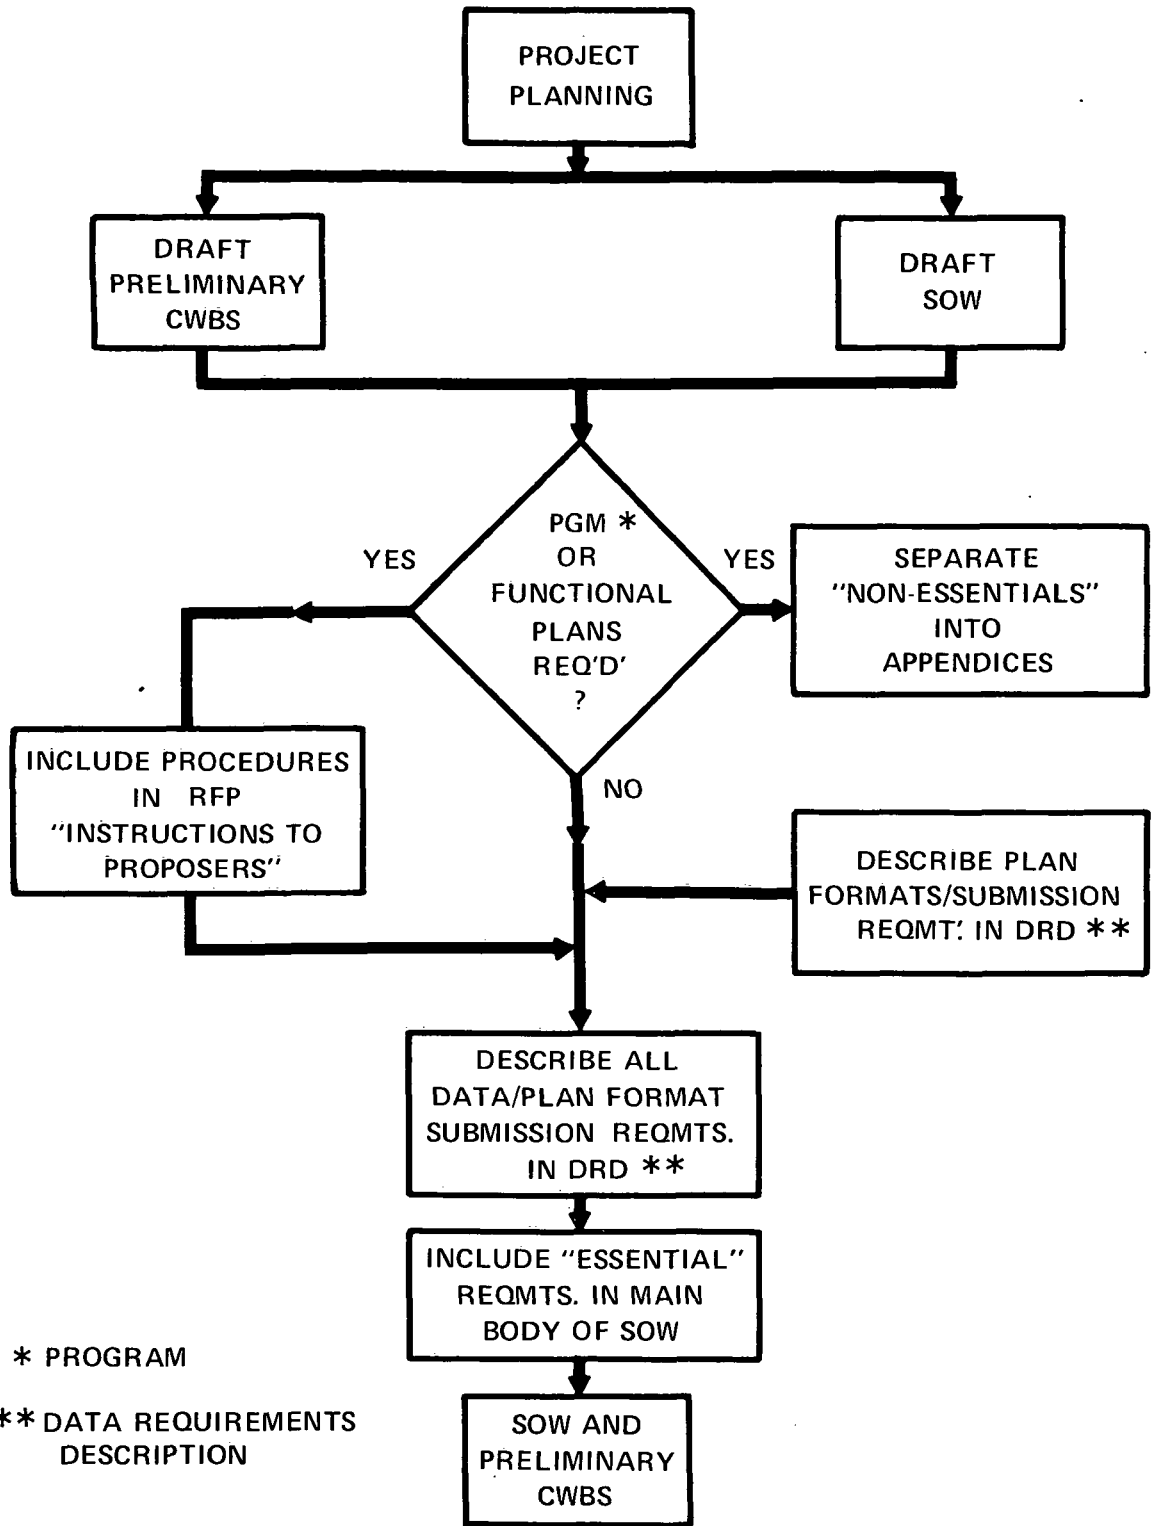 PROJECT
PLANNING
DRAFT
PRELIMINARY
CWBS
DRAFT
SOW
PGM *
OR
FUNCTIONAL
PLANS
REQ'D'
?
YES
YES
SEPARATE
"NON-ESSENTIALS"
INTO
APPENDICES
INCLUDE PROCEDURES
IN RFP
"INSTRUCTIONS TO
PROPOSERS"
NO
DESCRIBE PLAN
FORMATS/SUBMISSION
REQMT'. IN DRD **
DESCRIBE ALL
DATA/PLAN FORMAT
SUBMISSION REQMTS.
IN DRD **
INCLUDE "ESSENTIAL"
REQMTS. IN MAIN
BODY OF SOW
SOW AND
PRELIMINARY
CWBS
* PROGRAM
** DATA REQUIREMENTS
DESCRIPTION